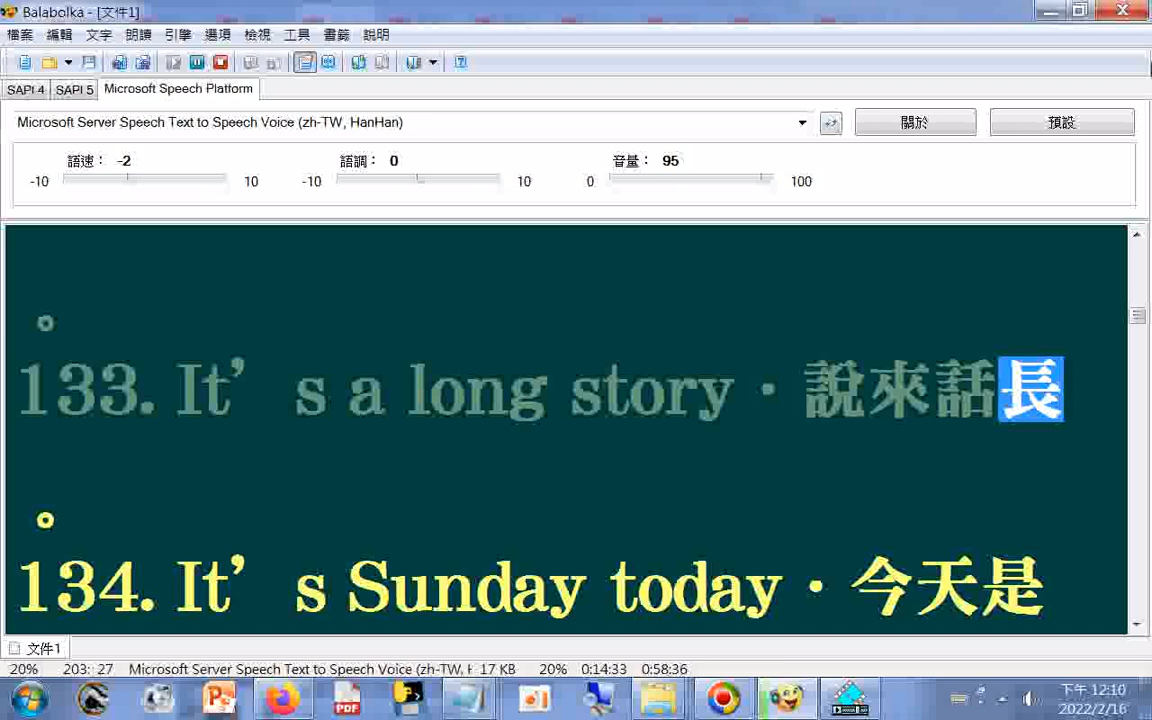 Balabolka - [文件1]
檔案 編輯 文字 朗讀 引擎 選項 檢視 工具 書籤 說明
SAPI 4 SAPI 5 Microsoft Speech Platform
Microsoft Server Speech Text to Speech Voice (zh-TW, HanHan) 關於 預設
語速： -2 語調： 0 音量： 95
-10 10 -10 10 0 100
。
133. It’s a long story．說來話長
。
134. It’s Sunday today．今天是
文件1
20% 203: 27 Microsoft Server Speech Text to Speech Voice (zh-TW, H 17 KB 20% 0:14:33 0:58:36
PDF
下午 12:10
2022/2/16